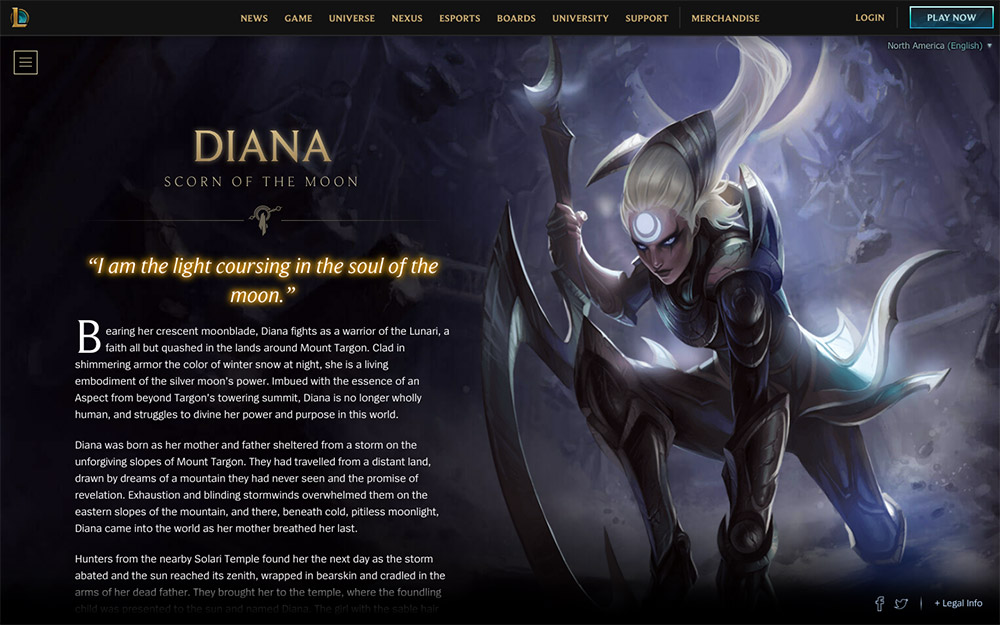 NEWS GAME UNIVERSE NEXUS ESPORTS BOARDS UNIVERSITY SUPPORT MERCHANDISE LOGIN PLAY NOW
North America (English)
DIANA
SCORN OF THE MOON
“I am the light coursing in the soul of the
moon.”
Bearing her crescent moonblade, Diana fights as a warrior of the Lunari, a
faith all but quashed in the lands around Mount Targon. Clad in
shimmering armor the color of winter snow at night, she is a living
embodiment of the silver moon’s power. Imbued with the essence of an
Aspect from beyond Targon’s towering summit, Diana is no longer wholly
human, and struggles to divine her power and purpose in this world.
Diana was born as her mother and father sheltered from a storm on the
unforgiving slopes of Mount Targon. They had travelled from a distant land,
drawn by dreams of a mountain they had never seen and the promise of
revelation. Exhaustion and blinding stormwinds overwhelmed them on the
eastern slopes of the mountain, and there, beneath cold, pitiless moonlight,
Diana came into the world as her mother breathed her last.
Hunters from the nearby Solari Temple found her the next day as the storm
abated and the sun reached its zenith, wrapped in bearskin and cradled in the
arms of her dead father. They brought her to the temple, where the foundling
child was presented to the sun and named Diana. The girl with the sable hair
+ Legal Info